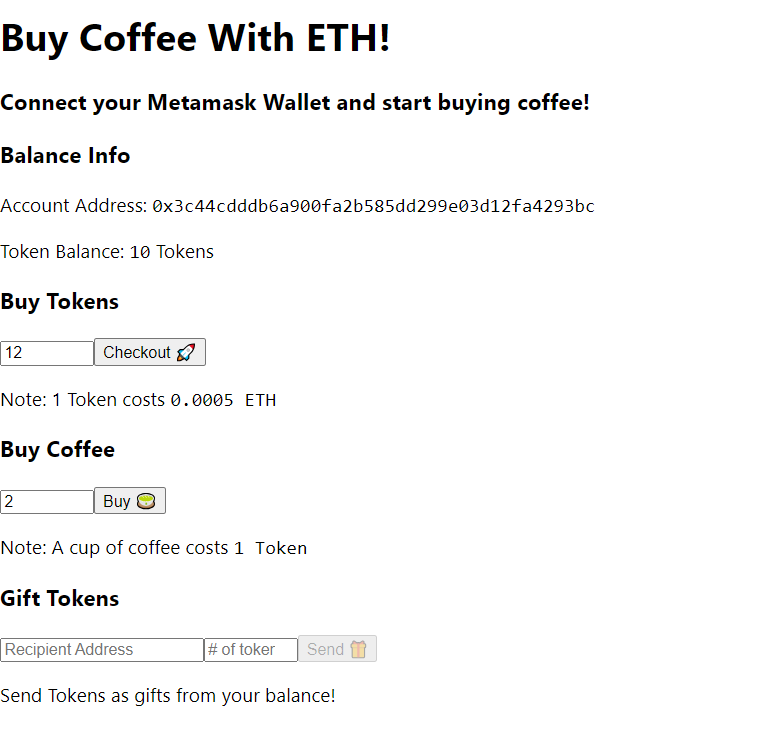 Buy Coffee With ETH!
Connect your Metamask Wallet and start buying coffee!
Balance Info
Account Address: 0x3c44cdddb6a900fa2b585dd299e03d12fa4293bc
Token Balance: 10 Tokens
Buy Tokens
12 Checkout 🚀
Note: 1 Token costs 0.0005 ETH
Buy Coffee
2 Buy 🍵
Note: A cup of coffee costs 1 Token
Gift Tokens
Recipient Address # of toker Send 🎁
Send Tokens as gifts from your balance!